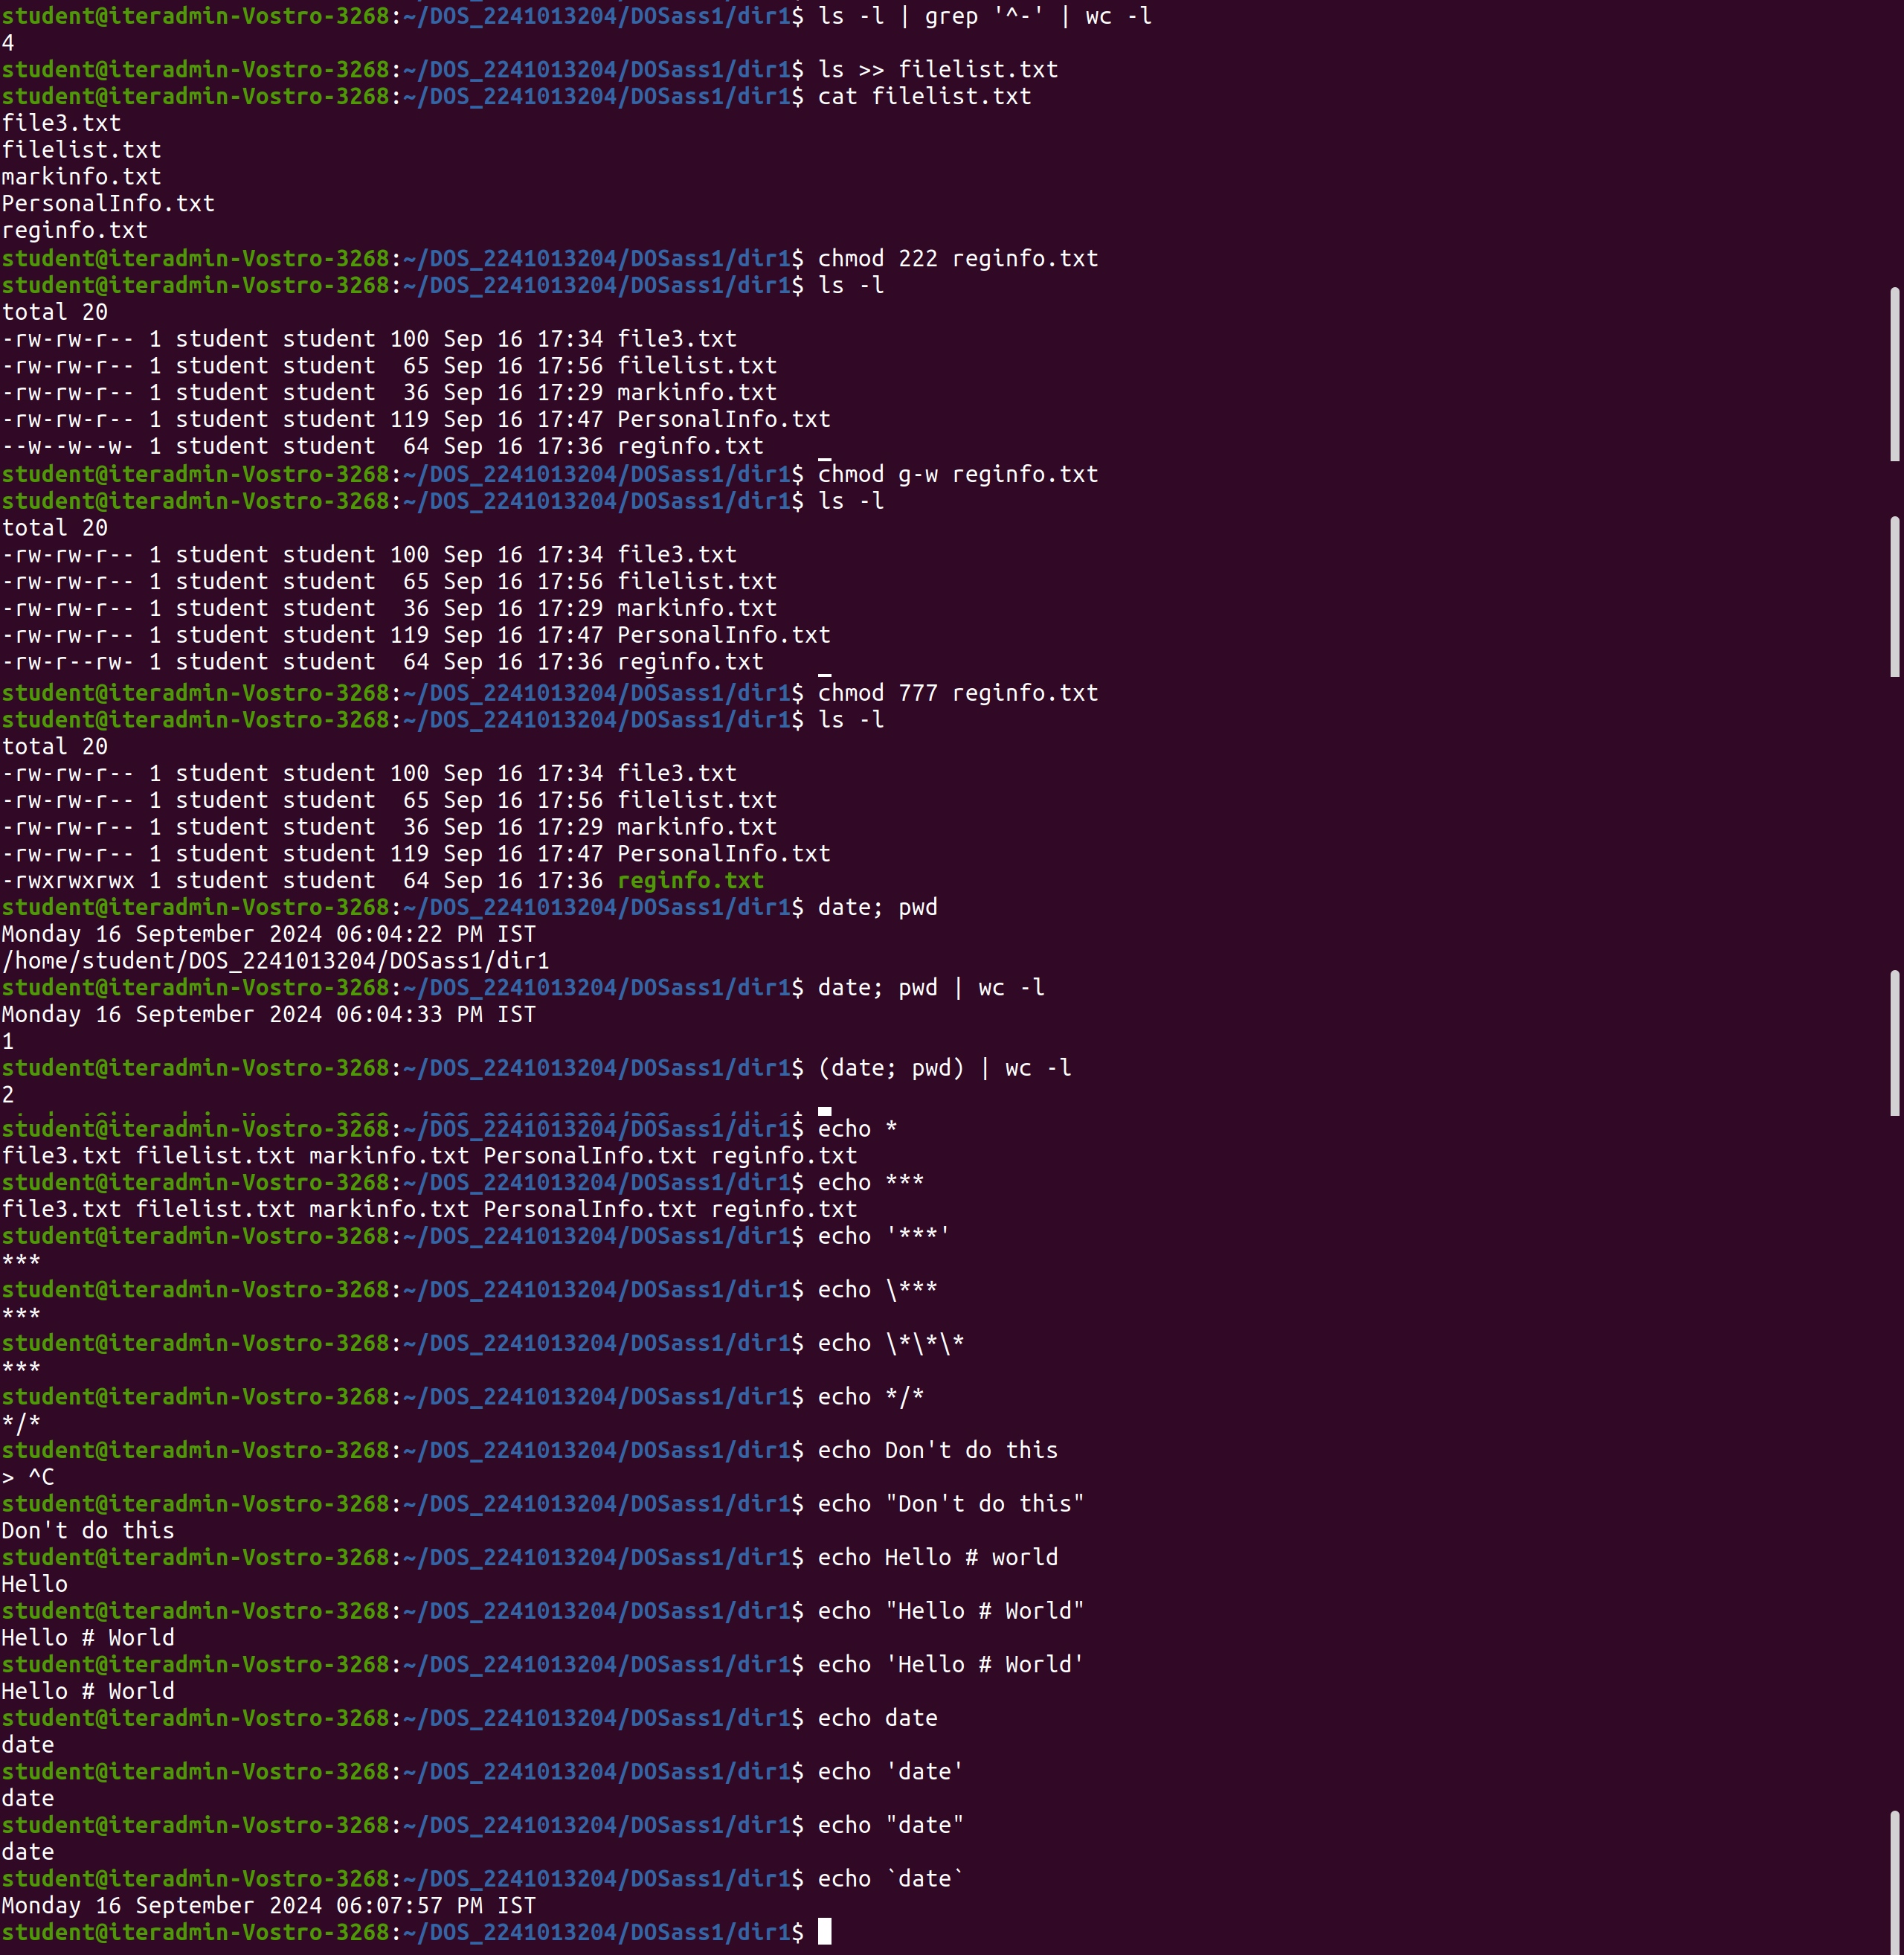 student@iteradmin-Vostro-3268:~/DOS_2241013204/DOSass1/dir1$ ls -l | grep '^-' | wc -l
4
student@iteradmin-Vostro-3268:~/DOS_2241013204/DOSass1/dir1$ ls >> filelist.txt
student@iteradmin-Vostro-3268:~/DOS_2241013204/DOSass1/dir1$ cat filelist.txt
file3.txt
filelist.txt
markinfo.txt
PersonalInfo.txt
reginfo.txt
student@iteradmin-Vostro-3268:~/DOS_2241013204/DOSass1/dir1$ chmod 222 reginfo.txt
student@iteradmin-Vostro-3268:~/DOS_2241013204/DOSass1/dir1$ ls -l
total 20
-rw-rw-r-- 1 student student 100 Sep 16 17:34 file3.txt
-rw-rw-r-- 1 student student  65 Sep 16 17:56 filelist.txt
-rw-rw-r-- 1 student student  36 Sep 16 17:29 markinfo.txt
-rw-rw-r-- 1 student student 119 Sep 16 17:47 PersonalInfo.txt
--w--w--w- 1 student student  64 Sep 16 17:36 reginfo.txt
student@iteradmin-Vostro-3268:~/DOS_2241013204/DOSass1/dir1$ chmod g-w reginfo.txt
student@iteradmin-Vostro-3268:~/DOS_2241013204/DOSass1/dir1$ ls -l
total 20
-rw-rw-r-- 1 student student 100 Sep 16 17:34 file3.txt
-rw-rw-r-- 1 student student  65 Sep 16 17:56 filelist.txt
-rw-rw-r-- 1 student student  36 Sep 16 17:29 markinfo.txt
-rw-rw-r-- 1 student student 119 Sep 16 17:47 PersonalInfo.txt
-rw-r--rw- 1 student student  64 Sep 16 17:36 reginfo.txt
student@iteradmin-Vostro-3268:~/DOS_2241013204/DOSass1/dir1$ chmod 777 reginfo.txt
student@iteradmin-Vostro-3268:~/DOS_2241013204/DOSass1/dir1$ ls -l
total 20
-rw-rw-r-- 1 student student 100 Sep 16 17:34 file3.txt
-rw-rw-r-- 1 student student  65 Sep 16 17:56 filelist.txt
-rw-rw-r-- 1 student student  36 Sep 16 17:29 markinfo.txt
-rw-rw-r-- 1 student student 119 Sep 16 17:47 PersonalInfo.txt
-rwxrwxrwx 1 student student  64 Sep 16 17:36 reginfo.txt
student@iteradmin-Vostro-3268:~/DOS_2241013204/DOSass1/dir1$ date; pwd
Monday 16 September 2024 06:04:22 PM IST
/home/student/DOS_2241013204/DOSass1/dir1
student@iteradmin-Vostro-3268:~/DOS_2241013204/DOSass1/dir1$ date; pwd | wc -l
Monday 16 September 2024 06:04:33 PM IST
1
student@iteradmin-Vostro-3268:~/DOS_2241013204/DOSass1/dir1$ (date; pwd) | wc -l
2
student@iteradmin-Vostro-3268:~/DOS_2241013204/DOSass1/dir1$ echo *
file3.txt filelist.txt markinfo.txt PersonalInfo.txt reginfo.txt
student@iteradmin-Vostro-3268:~/DOS_2241013204/DOSass1/dir1$ echo ***
file3.txt filelist.txt markinfo.txt PersonalInfo.txt reginfo.txt
student@iteradmin-Vostro-3268:~/DOS_2241013204/DOSass1/dir1$ echo '***'
***
student@iteradmin-Vostro-3268:~/DOS_2241013204/DOSass1/dir1$ echo \***
***
student@iteradmin-Vostro-3268:~/DOS_2241013204/DOSass1/dir1$ echo \*\*\*
***
student@iteradmin-Vostro-3268:~/DOS_2241013204/DOSass1/dir1$ echo */*
*/*
student@iteradmin-Vostro-3268:~/DOS_2241013204/DOSass1/dir1$ echo Don't do this
> ^C
student@iteradmin-Vostro-3268:~/DOS_2241013204/DOSass1/dir1$ echo "Don't do this"
Don't do this
student@iteradmin-Vostro-3268:~/DOS_2241013204/DOSass1/dir1$ echo Hello # world
Hello
student@iteradmin-Vostro-3268:~/DOS_2241013204/DOSass1/dir1$ echo "Hello # World"
Hello # World
student@iteradmin-Vostro-3268:~/DOS_2241013204/DOSass1/dir1$ echo 'Hello # World'
Hello # World
student@iteradmin-Vostro-3268:~/DOS_2241013204/DOSass1/dir1$ echo date
date
student@iteradmin-Vostro-3268:~/DOS_2241013204/DOSass1/dir1$ echo 'date'
date
student@iteradmin-Vostro-3268:~/DOS_2241013204/DOSass1/dir1$ echo "date"
date
student@iteradmin-Vostro-3268:~/DOS_2241013204/DOSass1/dir1$ echo `date`
Monday 16 September 2024 06:07:57 PM IST
student@iteradmin-Vostro-3268:~/DOS_2241013204/DOSass1/dir1$